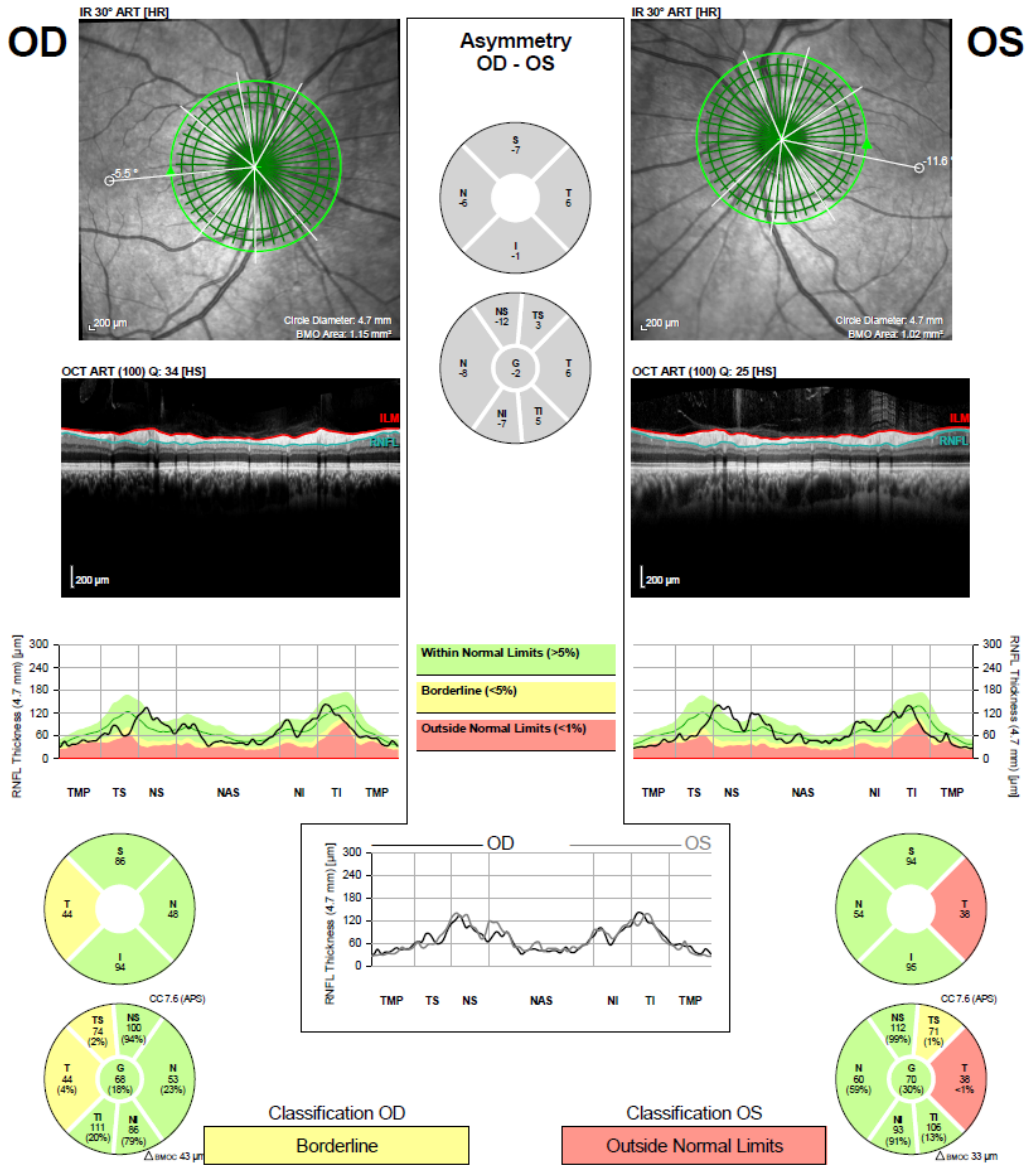 IR 30° ART [HR]
OD
-5.5 °
200 µm
Circle Diameter: 4.7 mm
BMO Area: 1.15 mm²
Asymmetry
OD - OS
S
-7
N
-6
T
6
I
-1
NS
-12
TS
3
N
-8
G
-2
T
6
NI
-7
TI
5
IR 30° ART [HR]
OS
-11.6 °
200 µm
Circle Diameter: 4.7 mm
BMO Area: 1.02 mm²
OCT ART (100) Q: 34 [HS]
ILM
RNFL
200 µm
OCT ART (100) Q: 25 [HS]
ILM
RNFL
200 µm
RNFL Thickness (4.7 mm) [µm]
300
240
180
120
60
0
TMP TS NS NAS NI TI TMP
Within Normal Limits (>5%)
Borderline (<5%)
Outside Normal Limits (<1%)
300
240
180
120
60
0
RNFL Thickness (4.7 mm) [µm]
TMP TS NS NAS NI TI TMP
S
86
T
44
N
48
I
94
CC 7.6 (APS)
TS
74
(2%)
NS
100
(94%)
T
44
(4%)
G
68
(18%)
N
53
(23%)
TI
111
(20%)
NI
86
(79%)
△ BMOC 43 µm
OD
OS
RNFL Thickness (4.7 mm) [µm]
300
240
180
120
60
0
TMP TS NS NAS NI TI TMP
S
94
N
54
T
38
I
95
CC 7.6 (APS)
NS
112
(99%)
TS
71
(1%)
N
60
(59%)
G
70
(30%)
T
38
<1%
NI
93
(91%)
TI
106
(13%)
△ BMOC 33 µm
Classification OD
Borderline
Classification OS
Outside Normal Limits